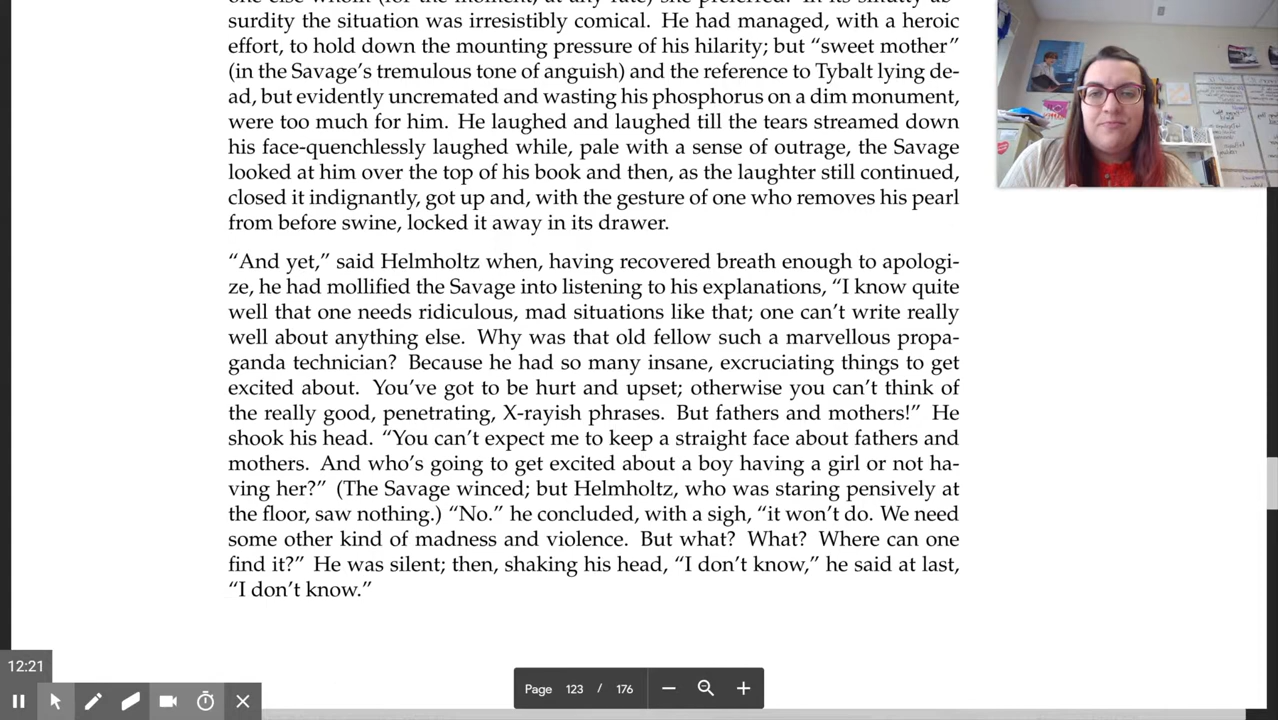 one else whom (for the moment, at any rate) she preferred. In its smutty ab-
surdity the situation was irresistibly comical. He had managed, with a heroic
effort, to hold down the mounting pressure of his hilarity; but “sweet mother”
(in the Savage’s tremulous tone of anguish) and the reference to Tybalt lying de-
ad, but evidently uncremated and wasting his phosphorus on a dim monument,
were too much for him. He laughed and laughed till the tears streamed down
his face-quenchlessly laughed while, pale with a sense of outrage, the Savage
looked at him over the top of his book and then, as the laughter still continued,
closed it indignantly, got up and, with the gesture of one who removes his pearl
from before swine, locked it away in its drawer.
“And yet,” said Helmholtz when, having recovered breath enough to apologi-
ze, he had mollified the Savage into listening to his explanations, “I know quite
well that one needs ridiculous, mad situations like that; one can’t write really
well about anything else. Why was that old fellow such a marvellous propa-
ganda technician? Because he had so many insane, excruciating things to get
excited about. You’ve got to be hurt and upset; otherwise you can’t think of
the really good, penetrating, X-rayish phrases. But fathers and mothers!” He
shook his head. “You can’t expect me to keep a straight face about fathers and
mothers. And who’s going to get excited about a boy having a girl or not ha-
ving her?” (The Savage winced; but Helmholtz, who was staring pensively at
the floor, saw nothing.) “No.” he concluded, with a sigh, “it won’t do. We need
some other kind of madness and violence. But what? What? Where can one
find it?” He was silent; then, shaking his head, “I don’t know,” he said at last,
“I don’t know.”
12:21
Page 123 / 176